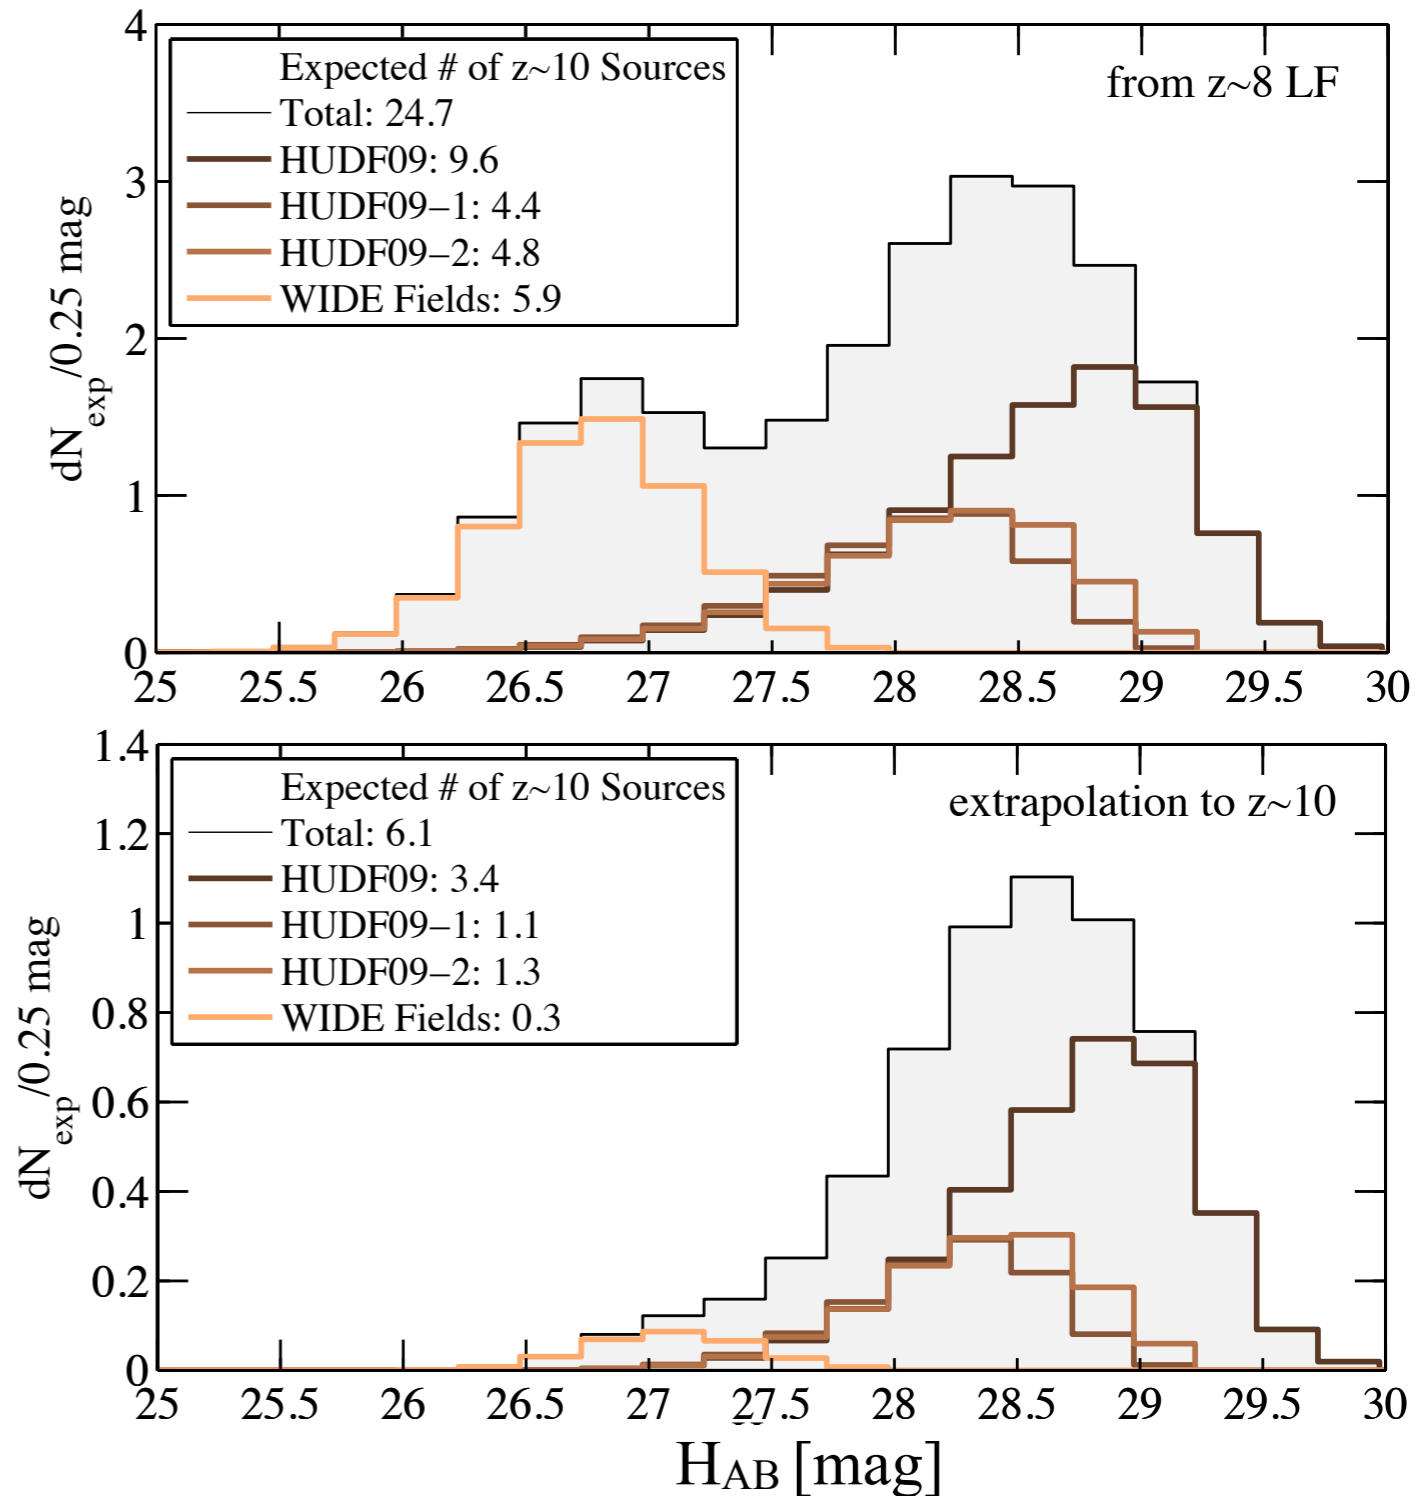 4
3
2
1
0
dN_exp/0.25 mag
Expected # of z~10 Sources
Total: 24.7
HUDF09: 9.6
HUDF09−1: 4.4
HUDF09−2: 4.8
WIDE Fields: 5.9
from z~8 LF
25 25.5 26 26.5 27 27.5 28 28.5 29 29.5 30
1.4
1.2
1
0.8
0.6
0.4
0.2
0
dN_exp/0.25 mag
Expected # of z~10 Sources
Total: 6.1
HUDF09: 3.4
HUDF09−1: 1.1
HUDF09−2: 1.3
WIDE Fields: 0.3
extrapolation to z~10
25 25.5 26 26.5 27 27.5 28 28.5 29 29.5 30
H_AB [mag]